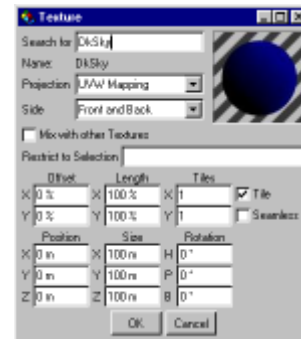 Texture
Search for DkSky
Name: DkSky
Projection UVW Mapping
Side Front and Back
Mix with other Textures
Restrict to Selection
Offset Length Tiles
X 0 % X 100 % X 1 Tile
Y 0 % Y 100 % Y 1 Seamless
Position Size Rotation
X 0 m X 100 m H 0 °
Y 0 m Y 100 m P 0 °
Z 0 m Z 100 m B 0 °
OK Cancel